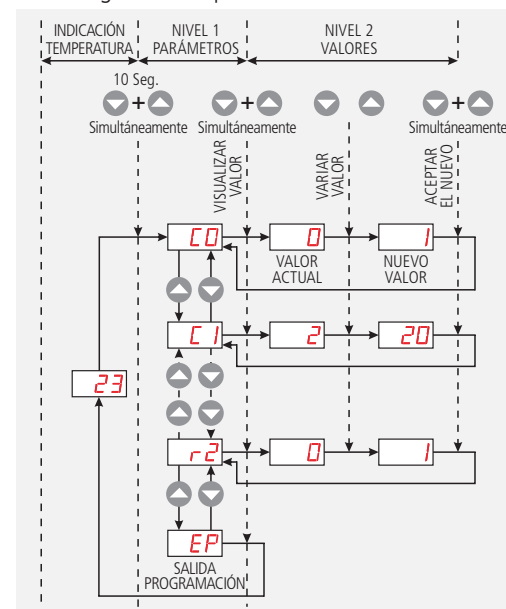 INDICACIÓN
TEMPERATURA
NIVEL 1
PARÁMETROS
NIVEL 2
VALORES
10 Seg.
+
+
+
Simultáneamente
Simultáneamente
Simultáneamente
VISUALIZAR
VALOR
VARIAR
VALOR
ACEPTAR
EL NUEVO
C0
0
1
VALOR
ACTUAL
NUEVO
VALOR
C1
2
20
23
r2
0
1
EP
SALIDA
PROGRAMACIÓN